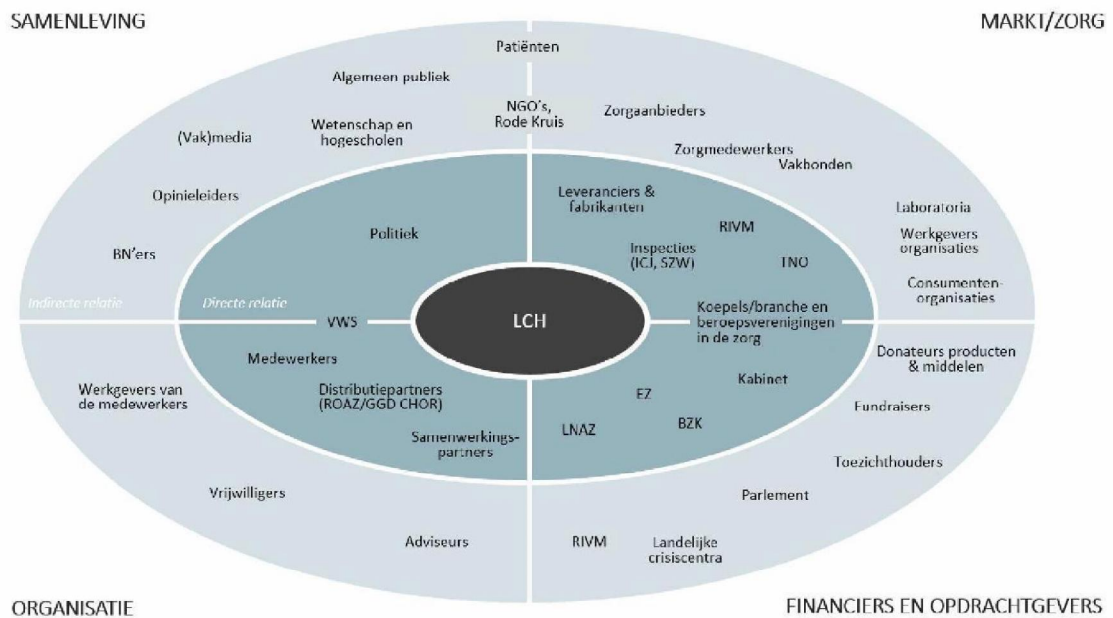 SAMENLEVING
MARKT/ZORG
Patiënten
Algemeen publiek
NGO's,
Rode Kruis
Zorgaanbieders
(Vak)media
Wetenschap en
hogescholen
Zorgmedewerkers
Vakbonden
Opinieleiders
Leveranciers &
fabrikanten
Laboratoria
RIVM
Politiek
Werkgevers
organisaties
BN'ers
Inspecties
(ICJ, SZW)
TNO
Consumenten-
organisaties
Indirecte relatie
Directe relatie
VWS
LCH
Koepels/branche en
beroepsverenigingen
in de zorg
Medewerkers
Donateurs producten
& middelen
Werkgevers van
de medewerkers
Distributiepartners
(ROAZ/GGD CHOR)
Kabinet
EZ
Fundraisers
LNAZ
BZK
Samenwerkings-
partners
Toezichthouders
Vrijwilligers
Parlement
Adviseurs
RIVM
Landelijke
crisiscentra
ORGANISATIE
FINANCIERS EN OPDRACHTGEVERS